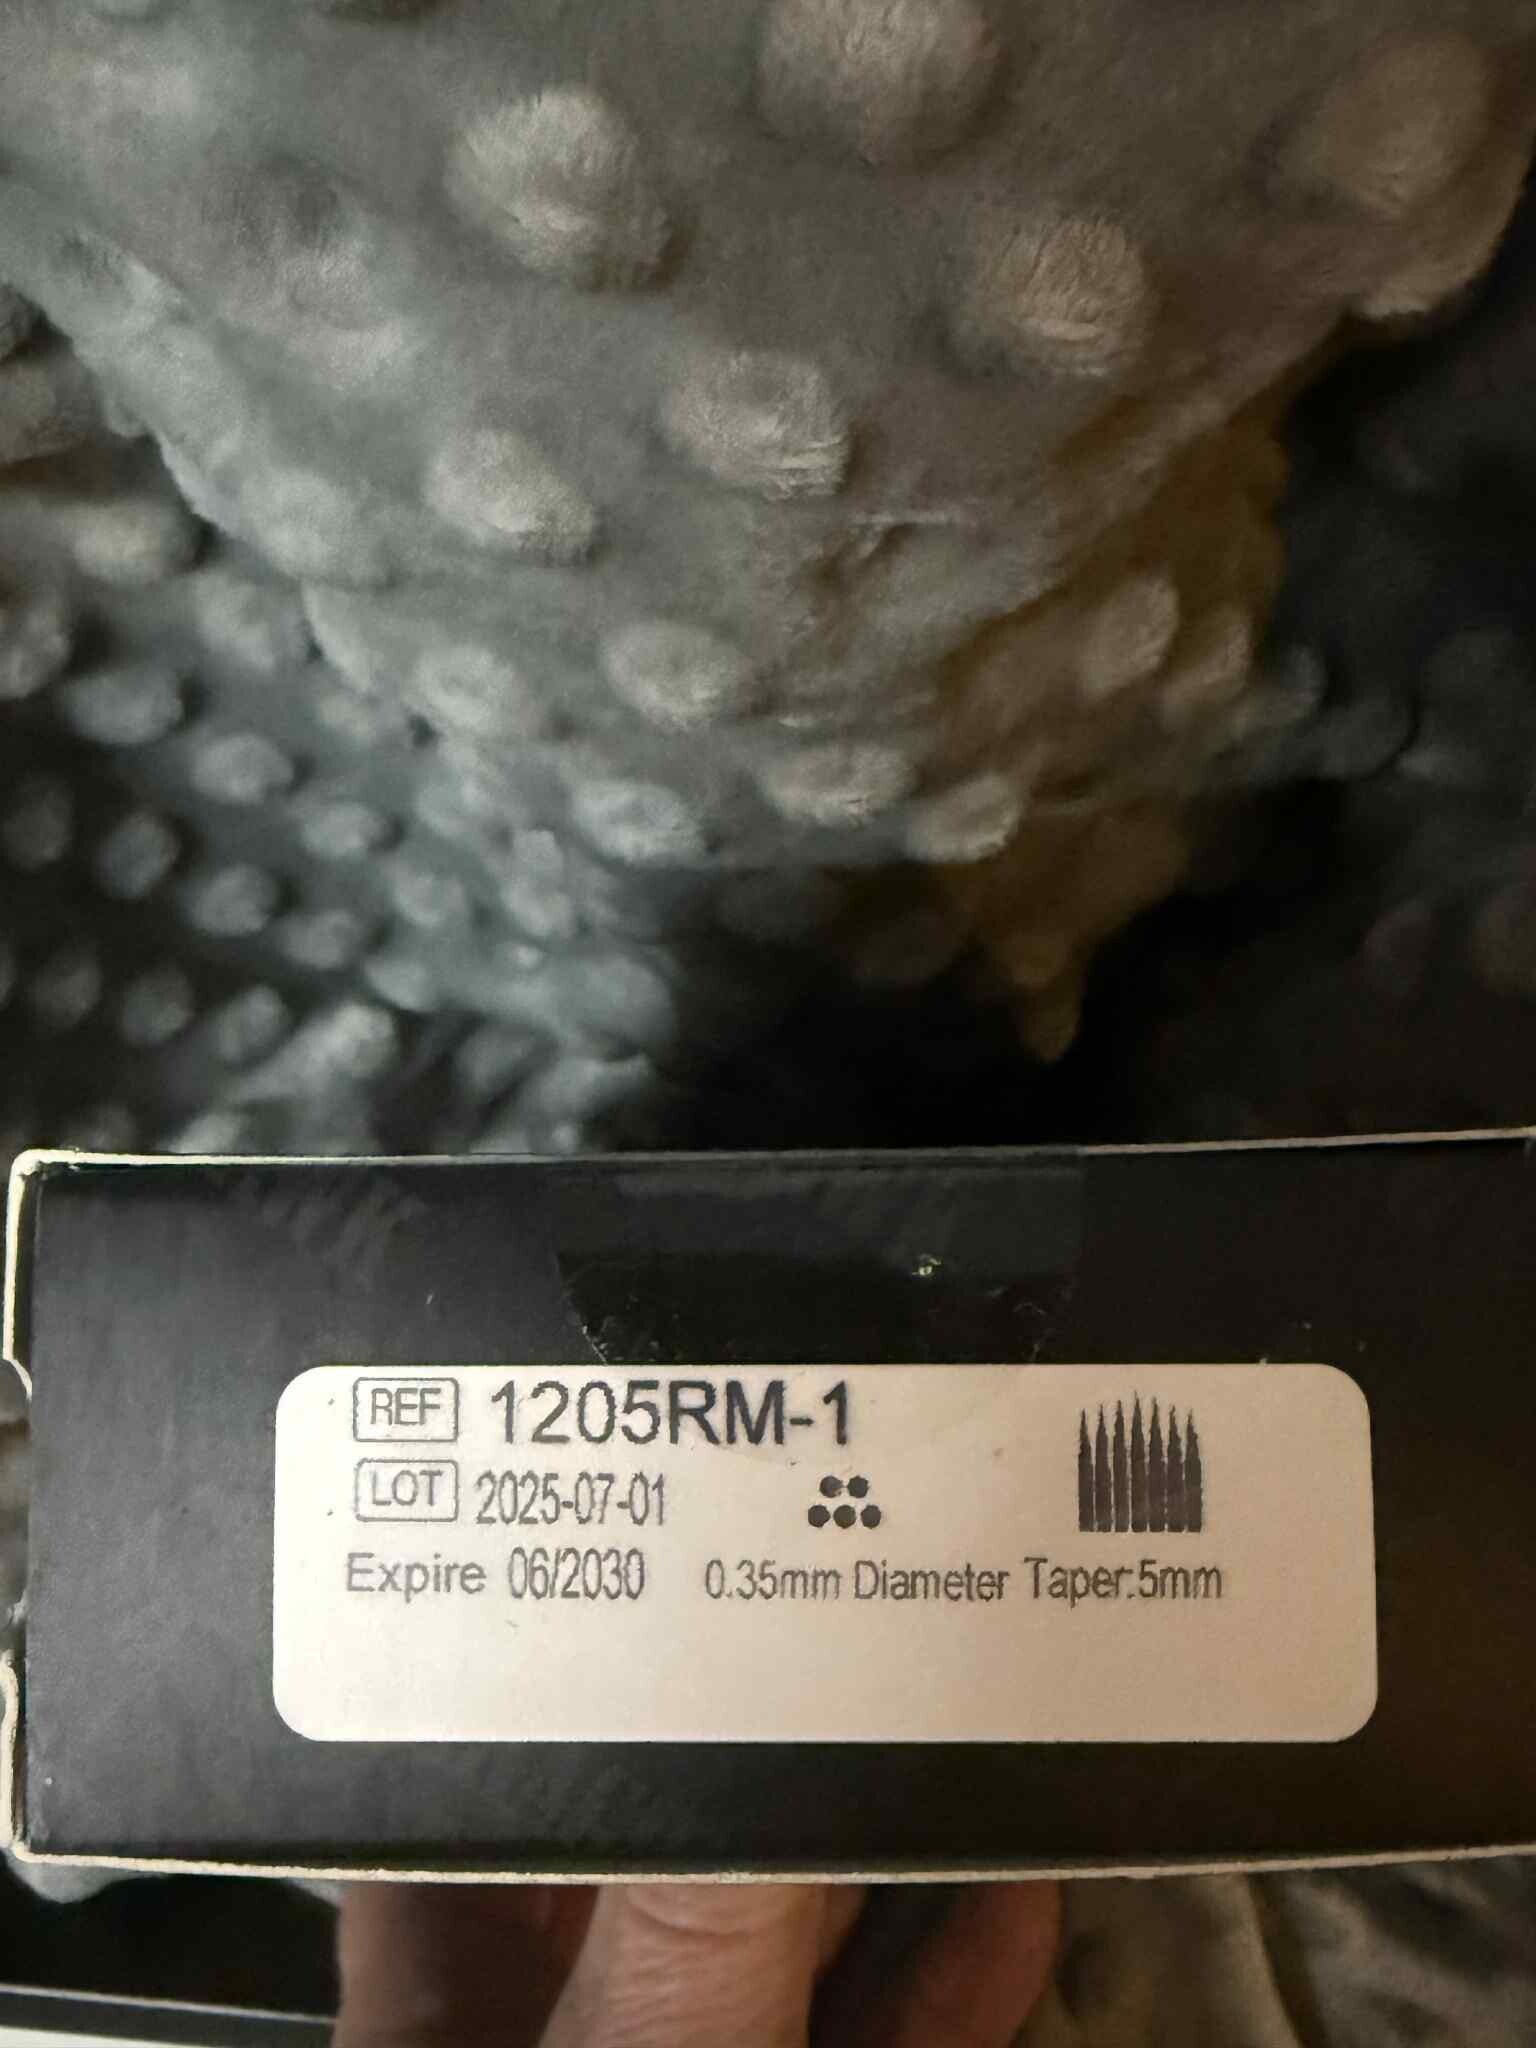 REF 1205RM-1
LOT 2025-07-01
Expire 06/2030 0.35mm Diameter Taper:5mm